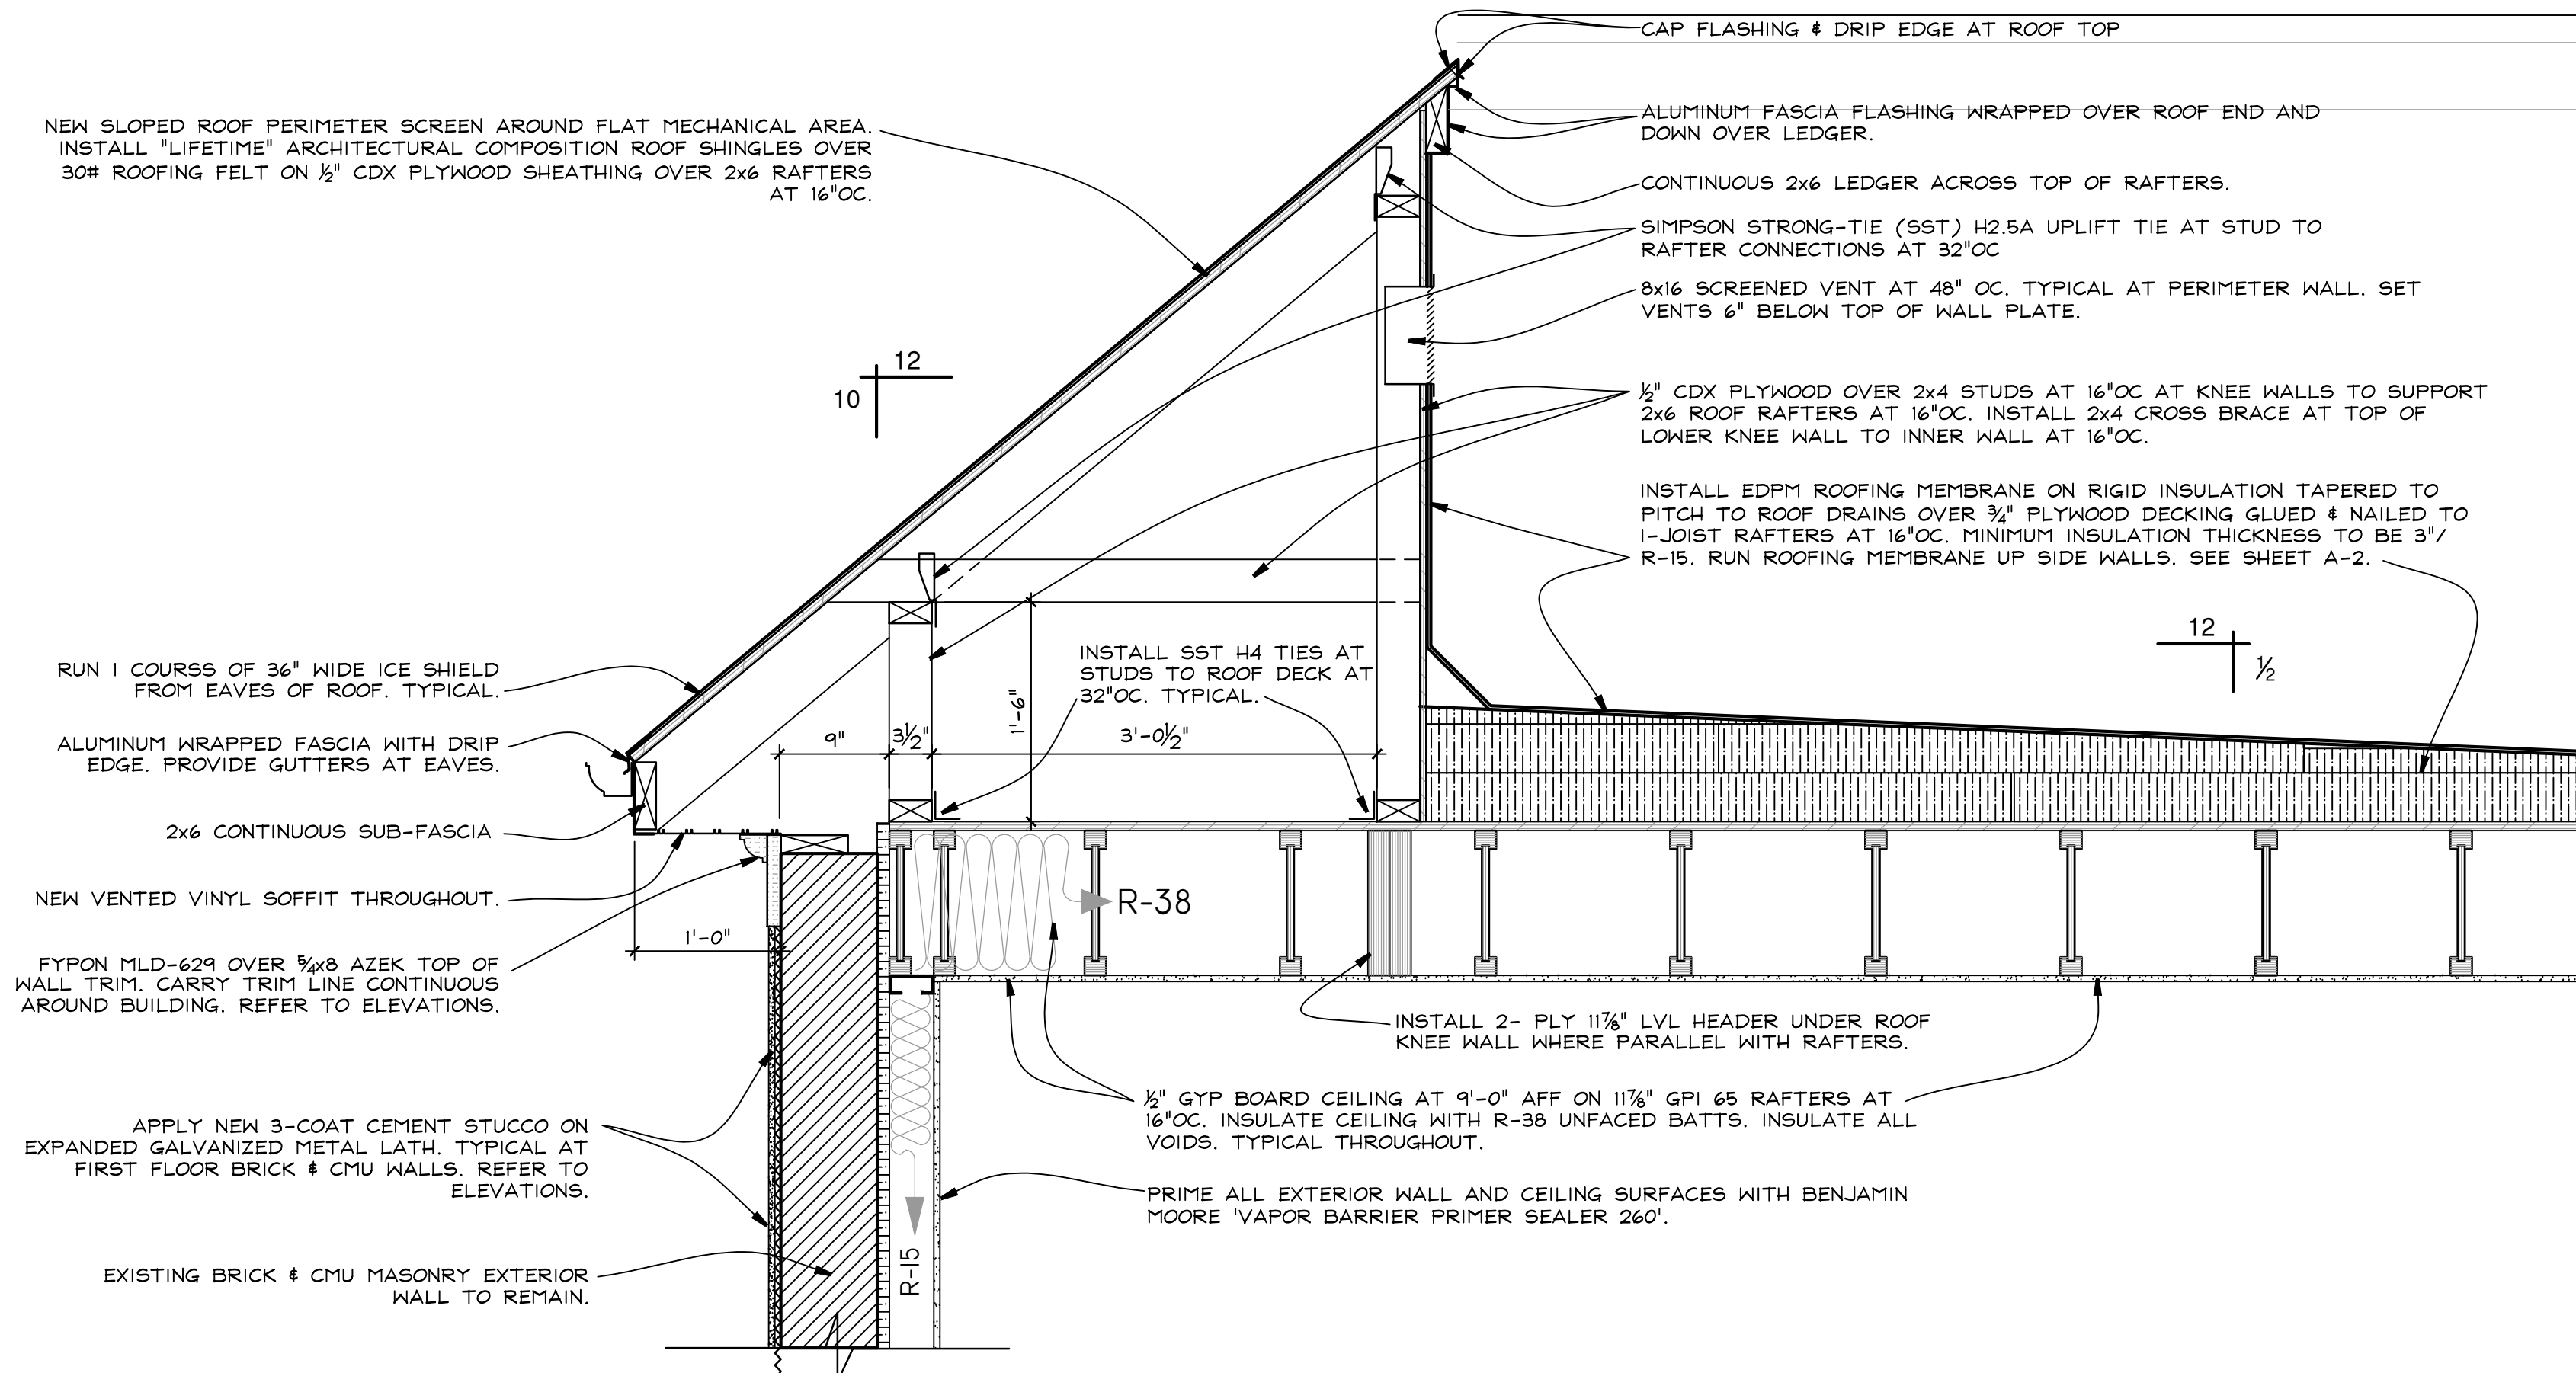 CAP FLASHING & DRIP EDGE AT ROOF TOP
NEW SLOPED ROOF PERIMETER SCREEN AROUND FLAT MECHANICAL AREA.
INSTALL "LIFETIME" ARCHITECTURAL COMPOSITION ROOF SHINGLES OVER
30# ROOFING FELT ON ½" CDX PLYWOOD SHEATHING OVER 2x6 RAFTERS
AT 16"OC.
ALUMINUM FASCIA FLASHING WRAPPED OVER ROOF END AND
DOWN OVER LEDGER.
CONTINUOUS 2x6 LEDGER ACROSS TOP OF RAFTERS.
SIMPSON STRONG-TIE (SST) H2.5A UPLIFT TIE AT STUD TO
RAFTER CONNECTIONS AT 32"OC
8x16 SCREENED VENT AT 48" OC. TYPICAL AT PERIMETER WALL. SET
VENTS 6" BELOW TOP OF WALL PLATE.
12
10
½" CDX PLYWOOD OVER 2x4 STUDS AT 16"OC AT KNEE WALLS TO SUPPORT
2x6 ROOF RAFTERS AT 16"OC. INSTALL 2x4 CROSS BRACE AT TOP OF
LOWER KNEE WALL TO INNER WALL AT 16"OC.
INSTALL EDPM ROOFING MEMBRANE ON RIGID INSULATION TAPERED TO
PITCH TO ROOF DRAINS OVER ¾" PLYWOOD DECKING GLUED & NAILED TO
I-JOIST RAFTERS AT 16"OC. MINIMUM INSULATION THICKNESS TO BE 3"/
R-15. RUN ROOFING MEMBRANE UP SIDE WALLS. SEE SHEET A-2.
12
½
RUN 1 COURSS OF 36" WIDE ICE SHIELD
FROM EAVES OF ROOF. TYPICAL.
INSTALL SST H4 TIES AT
STUDS TO ROOF DECK AT
32"OC. TYPICAL.
1'-6"
9"
3½"
3'-0½"
ALUMINUM WRAPPED FASCIA WITH DRIP
EDGE. PROVIDE GUTTERS AT EAVES.
2x6 CONTINUOUS SUB-FASCIA
NEW VENTED VINYL SOFFIT THROUGHOUT.
R-38
1'-0"
FYPON MLD-629 OVER 5/4x8 AZEK TOP OF
WALL TRIM. CARRY TRIM LINE CONTINUOUS
AROUND BUILDING. REFER TO ELEVATIONS.
INSTALL 2- PLY 11⅞" LVL HEADER UNDER ROOF
KNEE WALL WHERE PARALLEL WITH RAFTERS.
½" GYP BOARD CEILING AT 9'-0" AFF ON 11⅞" GPI 65 RAFTERS AT
16"OC. INSULATE CEILING WITH R-38 UNFACED BATTS. INSULATE ALL
VOIDS. TYPICAL THROUGHOUT.
APPLY NEW 3-COAT CEMENT STUCCO ON
EXPANDED GALVANIZED METAL LATH. TYPICAL AT
FIRST FLOOR BRICK & CMU WALLS. REFER TO
ELEVATIONS.
PRIME ALL EXTERIOR WALL AND CEILING SURFACES WITH BENJAMIN
MOORE 'VAPOR BARRIER PRIMER SEALER 260'.
R-15
EXISTING BRICK & CMU MASONRY EXTERIOR
WALL TO REMAIN.